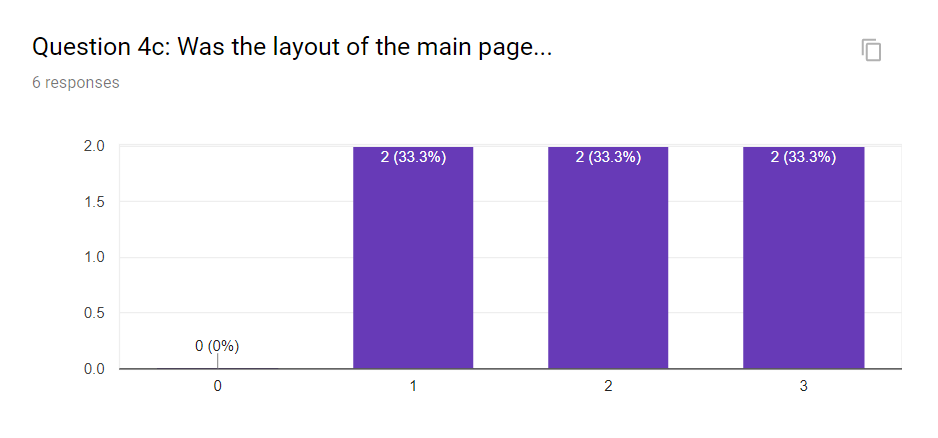 Question 4c: Was the layout of the main page...
6 responses
2.0
2 (33.3%) 2 (33.3%) 2 (33.3%)
1.5
1.0
0.5
0 (0%)
0.0
0 1 2 3